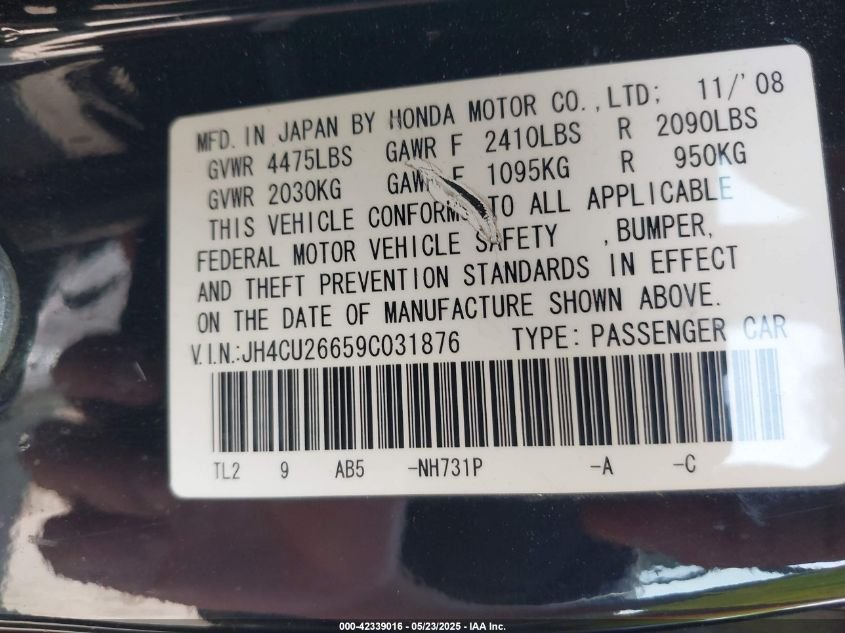 MFD. IN JAPAN BY HONDA MOTOR CO.,LTD; 11/'08
GVWR 4475LBS GAWR F 2410LBS R 2090LBS
GVWR 2030KG GAWR F 1095KG R 950KG
THIS VEHICLE CONFORMS TO ALL APPLICABLE
FEDERAL MOTOR VEHICLE SAFETY , BUMPER,
AND THEFT PREVENTION STANDARDS IN EFFECT
ON THE DATE OF MANUFACTURE SHOWN ABOVE.
V.I.N.:JH4CU26659C031876 TYPE: PASSENGER CAR
TL2 9 AB5 -NH731P -A -C
000-42339016 - 05/23/2025 - IAA Inc.